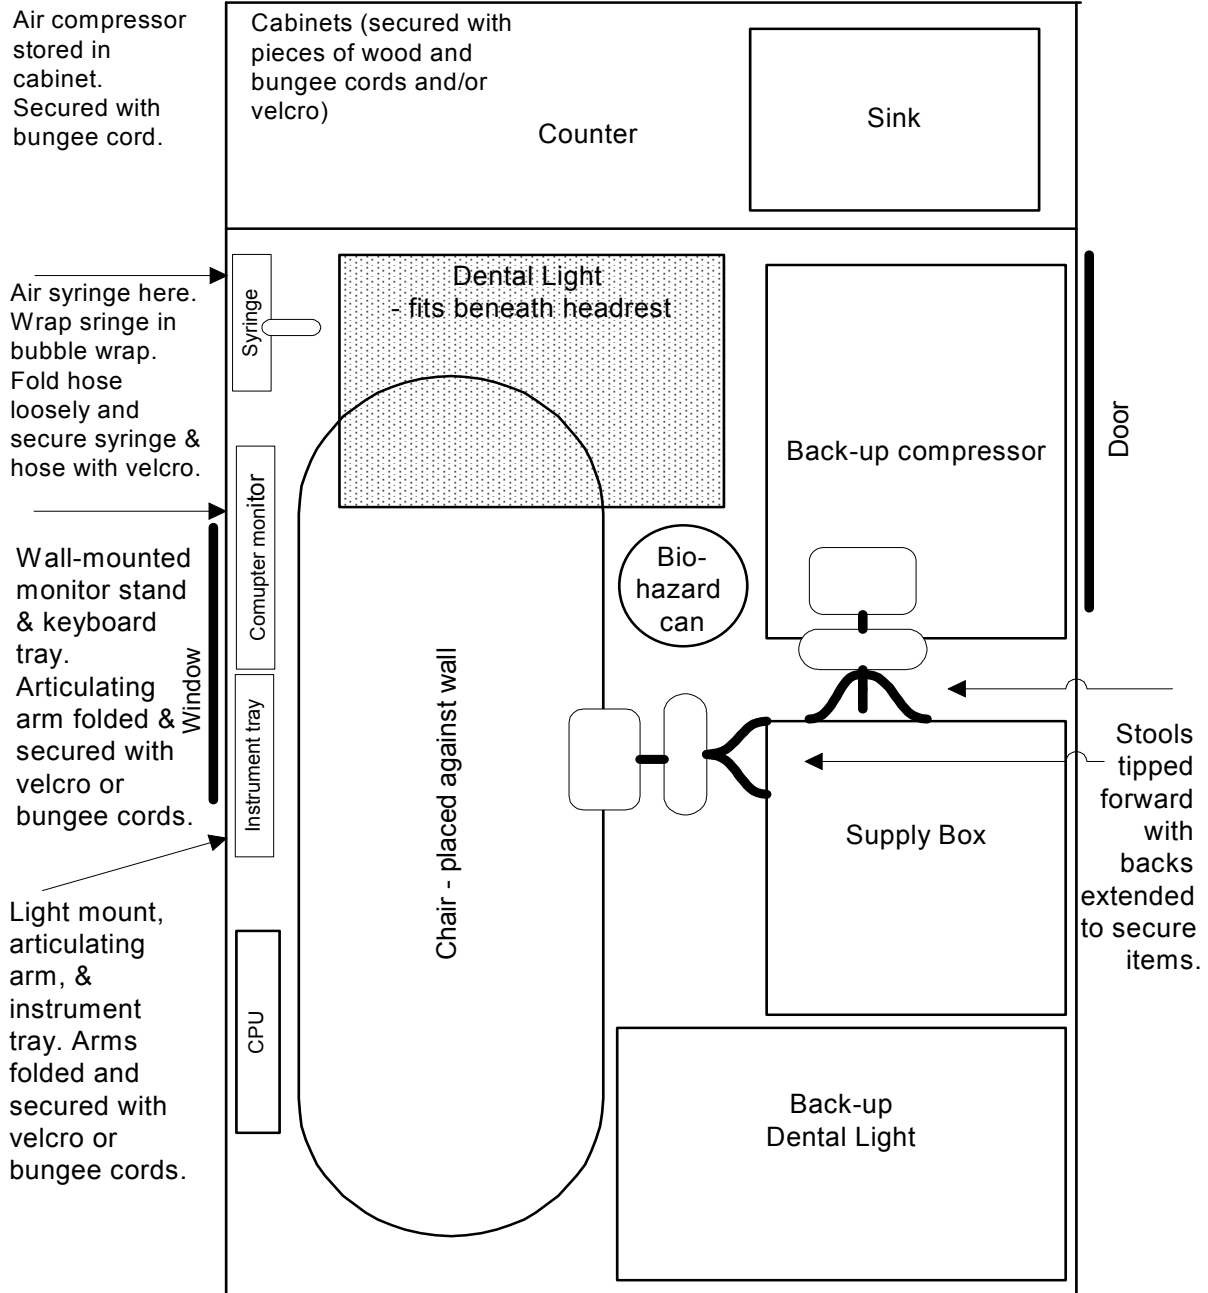 Air compressor
stored in
cabinet.
Secured with
bungee cord.
Cabinets (secured with
pieces of wood and
bungee cords and/or
velcro)
Counter
Sink
Air syringe here.
Wrap sringe in
bubble wrap.
Fold hose
loosely and
secure syringe &
hose with velcro.
Syringe
Dental Light
- fits beneath headrest
Back-up compressor
Door
Comupter monitor
Bio-
hazard
can
Wall-mounted
monitor stand
& keyboard
tray.
Articulating
arm folded &
secured with
velcro or
bungee cords.
Window
Instrument tray
Chair - placed against wall
Stools
tipped
forward
with
backs
extended
to secure
items.
Supply Box
Light mount,
articulating
arm, &
instrument
tray. Arms
folded and
secured with
velcro or
bungee cords.
CPU
Back-up
Dental Light